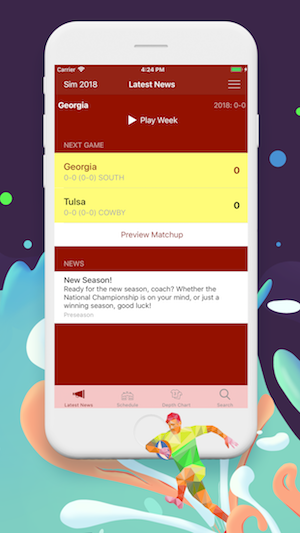 Carrier 4:24 PM
Sim 2018 Latest News
Georgia 2018: 0-0
Play Week
NEXT GAME
Georgia 0
0-0 (0-0) SOUTH
Tulsa 0
0-0 (0-0) COWBY
Preview Matchup
NEWS
New Season!
Ready for the new season, coach? Whether the
National Championship is on your mind, or just a
winning season, good luck!
Preseason
Latest News Schedule Depth Chart Search